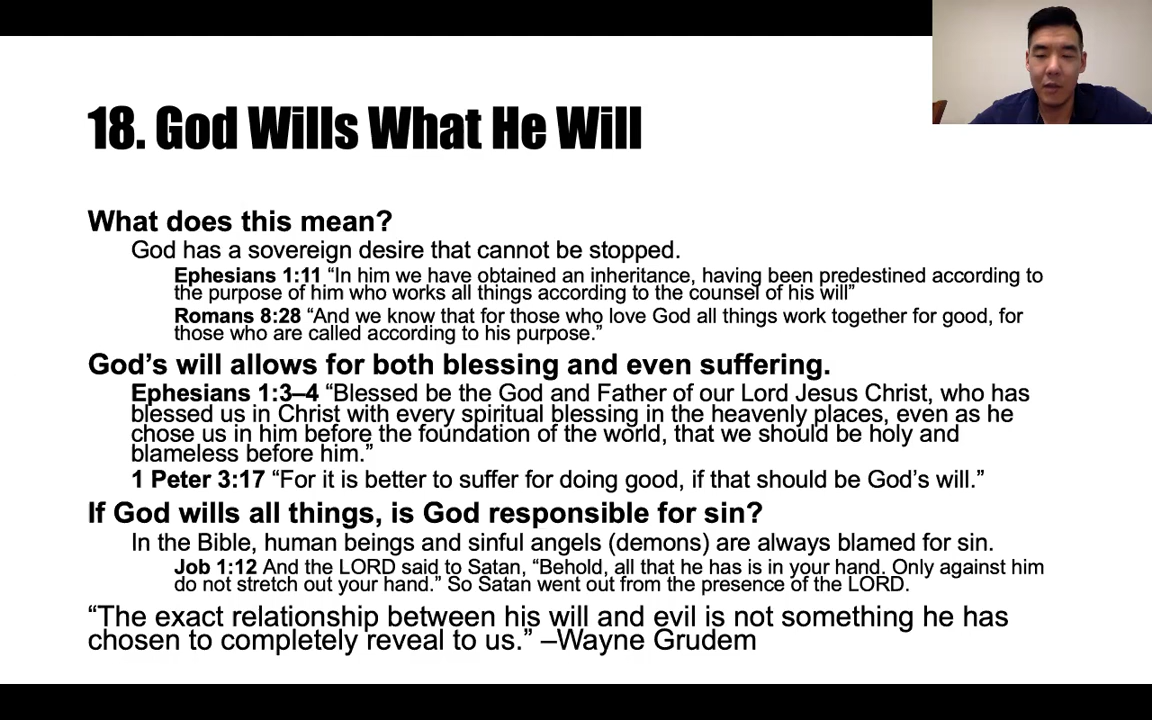 18. God Wills What He Will
What does this mean?
God has a sovereign desire that cannot be stopped.
Ephesians 1:11 “In him we have obtained an inheritance, having been predestined according to
the purpose of him who works all things according to the counsel of his will”
Romans 8:28 “And we know that for those who love God all things work together for good, for
those who are called according to his purpose.”
God’s will allows for both blessing and even suffering.
Ephesians 1:3–4 “Blessed be the God and Father of our Lord Jesus Christ, who has
blessed us in Christ with every spiritual blessing in the heavenly places, even as he
chose us in him before the foundation of the world, that we should be holy and
blameless before him.”
1 Peter 3:17 “For it is better to suffer for doing good, if that should be God’s will.”
If God wills all things, is God responsible for sin?
In the Bible, human beings and sinful angels (demons) are always blamed for sin.
Job 1:12 And the LORD said to Satan, “Behold, all that he has is in your hand. Only against him
do not stretch out your hand.” So Satan went out from the presence of the LORD.
“The exact relationship between his will and evil is not something he has
chosen to completely reveal to us.” –Wayne Grudem